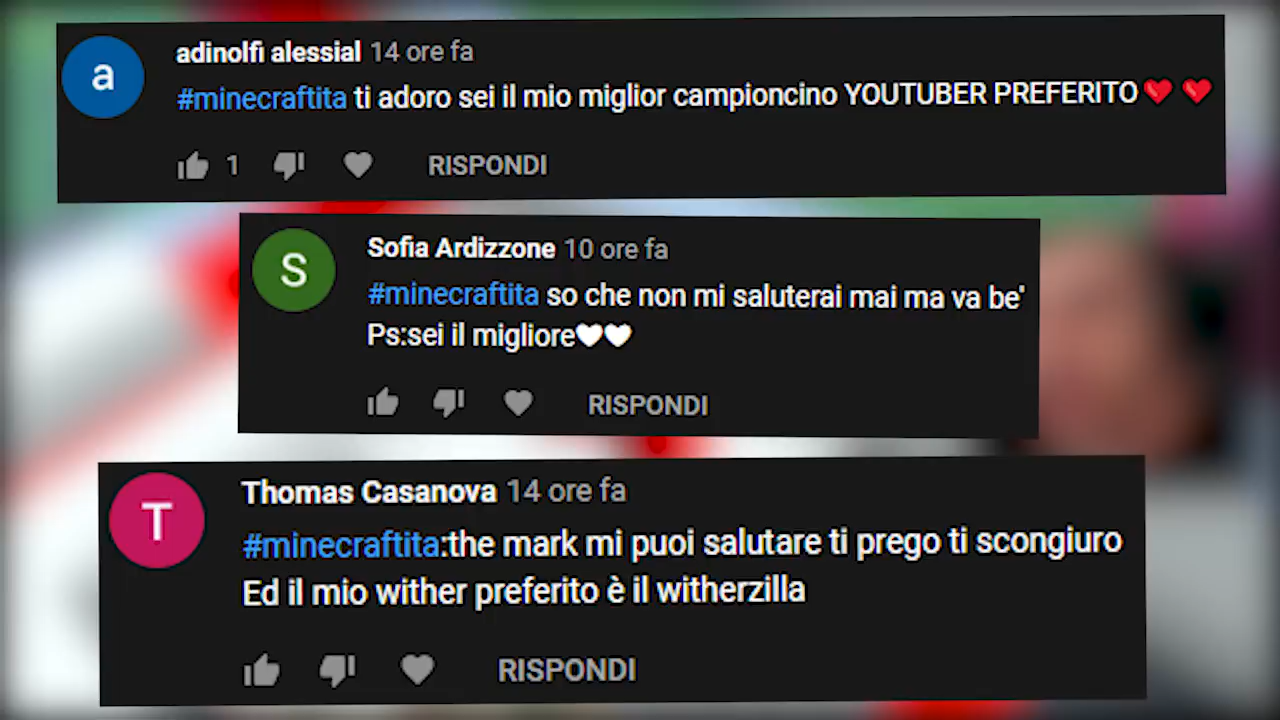 a
adinolfi alessial 14 ore fa
#minecraftita ti adoro sei il mio miglior campioncino YOUTUBER PREFERITO❤️ ❤️
1 RISPONDI
S
Sofia Ardizzone 10 ore fa
#minecraftita so che non mi saluterai mai ma va be'
Ps:sei il migliore🤍🤍
RISPONDI
T
Thomas Casanova 14 ore fa
#minecraftita:the mark mi puoi salutare ti prego ti scongiuro
Ed il mio wither preferito è il witherzilla
RISPONDI